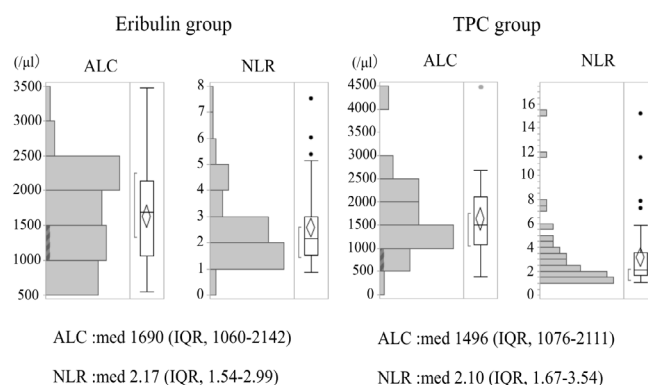 Eribulin group
TPC group
(/μl)
ALC
NLR
(/μl)
ALC
NLR
3500
3000
2500
2000
1500
1000
500
8
7
6
5
4
3
2
1
0
4500
4000
3000
2500
2000
1500
1000
500
0
16
14
12
10
8
6
4
2
0
ALC :med 1690 (IQR, 1060-2142)
NLR :med 2.17 (IQR, 1.54-2.99)
ALC :med 1496 (IQR, 1076-2111)
NLR :med 2.10 (IQR, 1.67-3.54)